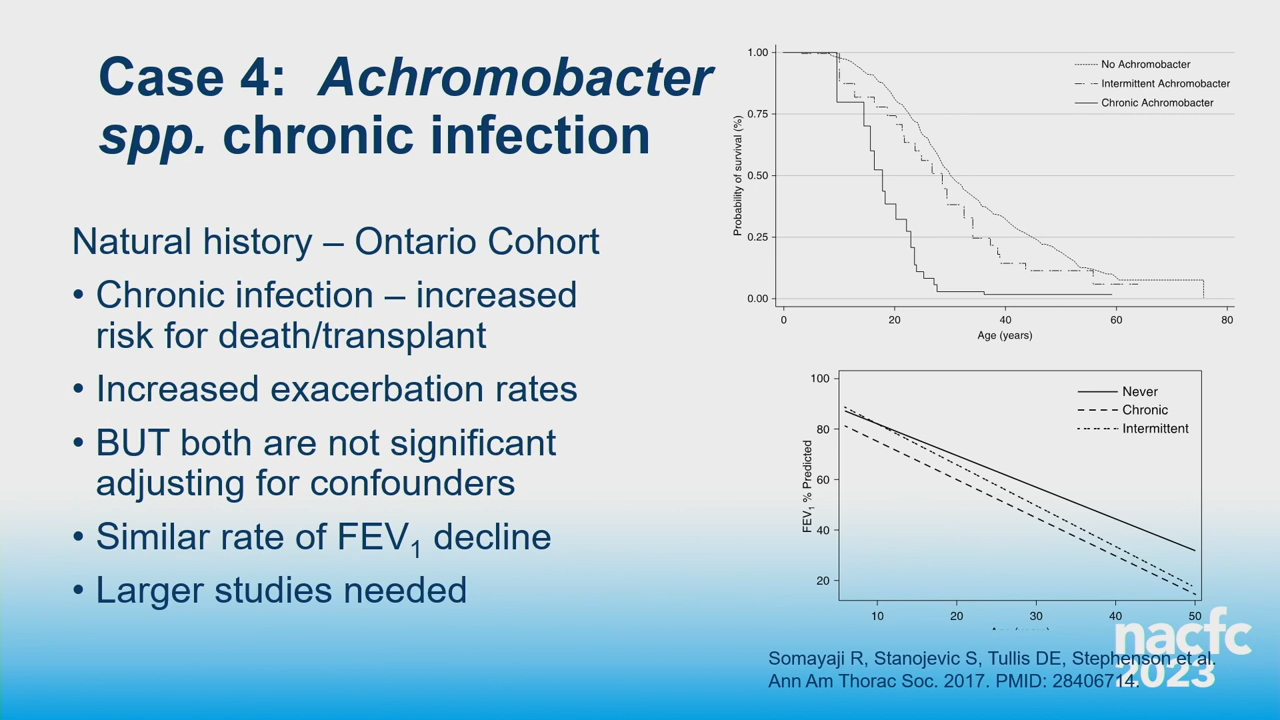 Case 4: Achromobacter
spp. chronic infection
Natural history – Ontario Cohort
• Chronic infection – increased
risk for death/transplant
• Increased exacerbation rates
• BUT both are not significant
adjusting for confounders
• Similar rate of FEV₁ decline
• Larger studies needed
1.00
0.75
0.50
0.25
0.00
Probability of survival (%)
No Achromobacter
Intermittent Achromobacter
Chronic Achromobacter
0 20 40 60 80
Age (years)
100
80
60
40
20
FEV₁ % Predicted
Never
Chronic
Intermittent
10 20 30 40 50
nacfc
2023
Somayaji R, Stanojevic S, Tullis DE, Stephenson et al.
Ann Am Thorac Soc. 2017. PMID: 28406714.